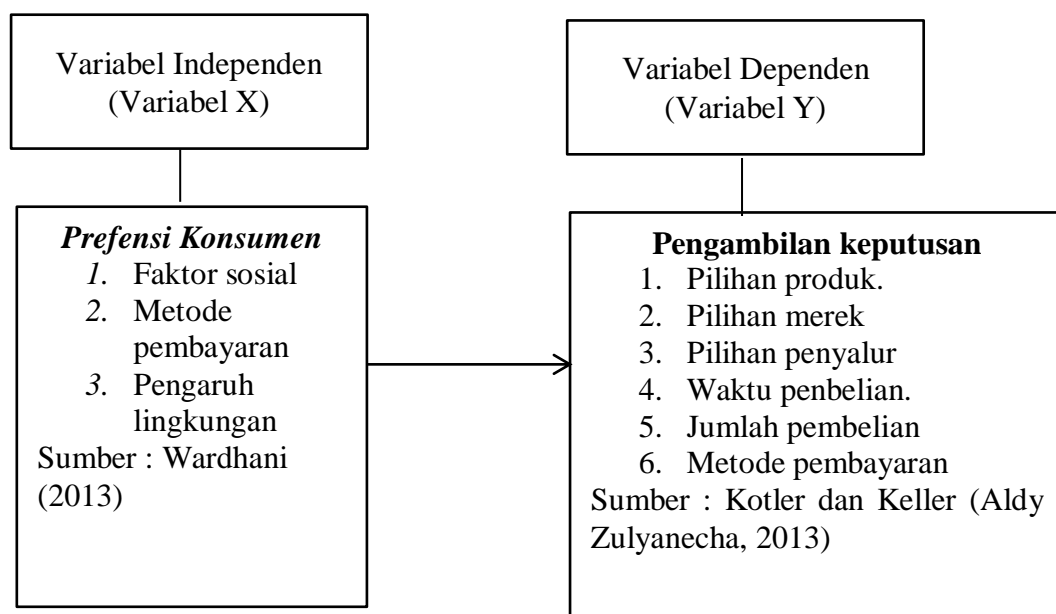 Variabel Independen
(Variabel X)
Variabel Dependen
(Variabel Y)
Prefensi Konsumen
1. Faktor sosial
2. Metode
pembayaran
3. Pengaruh
lingkungan
Sumber : Wardhani
(2013)
Pengambilan keputusan
1. Pilihan produk.
2. Pilihan merek
3. Pilihan penyalur
4. Waktu penbelian.
5. Jumlah pembelian
6. Metode pembayaran
Sumber : Kotler dan Keller (Aldy
Zulyanecha, 2013)